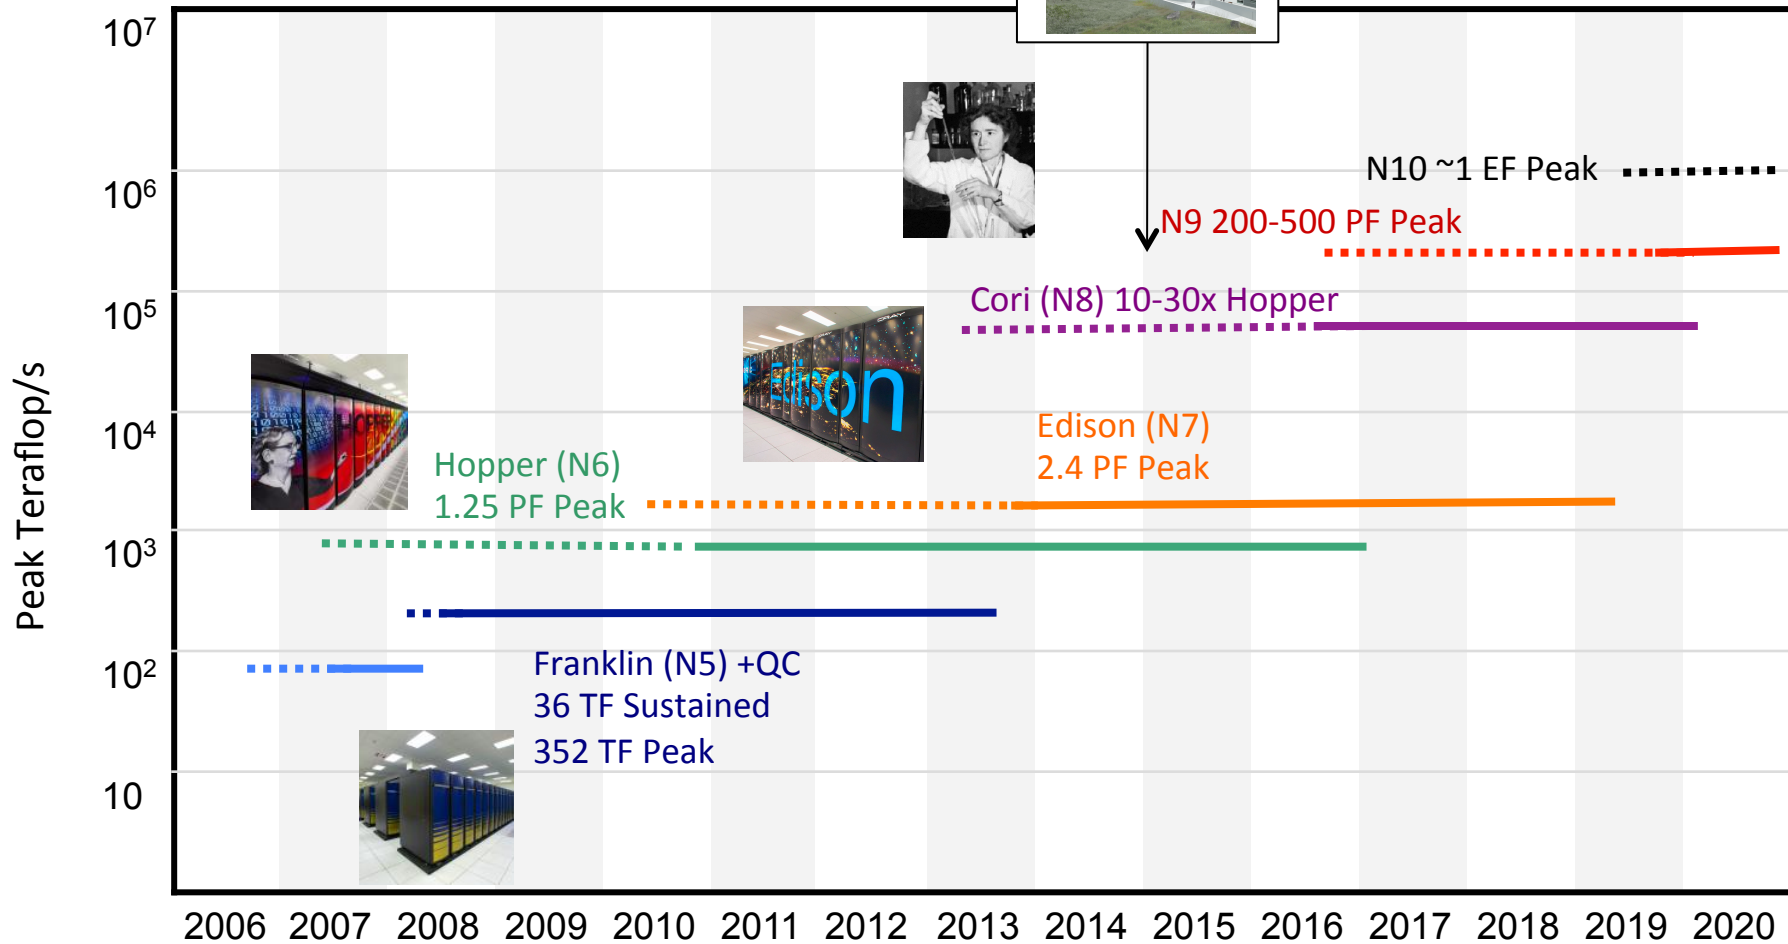 10⁷
10⁶
10⁵
10⁴
10³
10²
10
Peak Teraflop/s
N10 ~1 EF Peak
N9 200-500 PF Peak
Cori (N8) 10-30x Hopper
Edison
Edison (N7)
2.4 PF Peak
Hopper (N6)
1.25 PF Peak
Franklin (N5) +QC
36 TF Sustained
352 TF Peak
2006 2007 2008 2009 2010 2011 2012 2013 2014 2015 2016 2017 2018 2019 2020